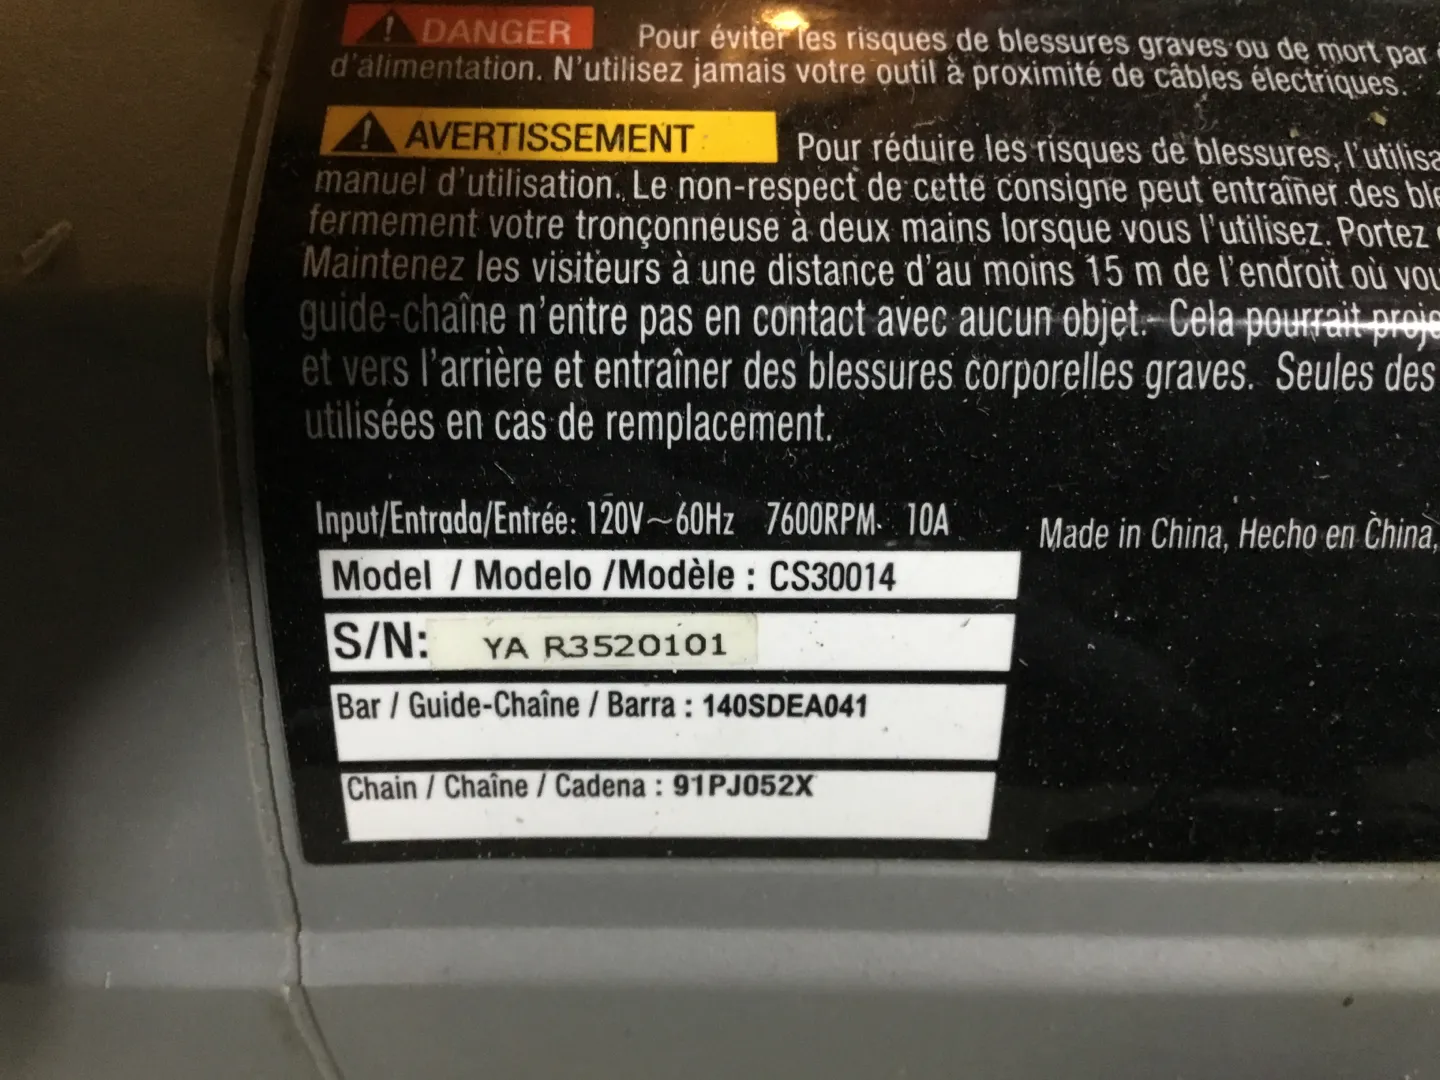 DANGER Pour éviter les risques de blessures graves ou de mort par
d'alimentation. N'utilisez jamais votre outil à proximité de câbles électriques.
AVERTISSEMENT Pour réduire les risques de blessures, l'utilisa
manuel d'utilisation. Le non-respect de cette consigne peut entraîner des ble
fermement votre tronçonneuse à deux mains lorsque vous l'utilisez. Portez
Maintenez les visiteurs à une distance d'au moins 15 m de l'endroit où vou
guide-chaîne n'entre pas en contact avec aucun objet. Cela pourrait proje
et vers l'arrière et entraîner des blessures corporelles graves. Seules des
utilisées en cas de remplacement.
Input/Entrada/Entrée: 120V~60Hz 7600RPM 10A
Made in China, Hecho en China,
Model / Modelo /Modèle : CS30014
S/N: YA R3520101
Bar / Guide-Chaîne / Barra : 140SDEA041
Chain / Chaîne / Cadena : 91PJ052X